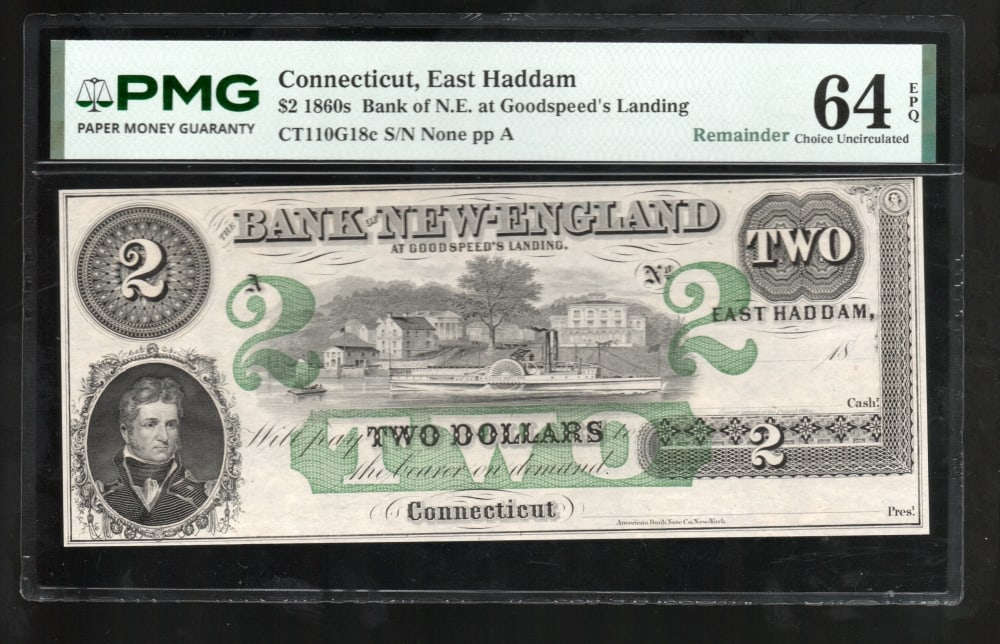 PMG
PAPER MONEY GUARANTY
Connecticut, East Haddam
$2 1860s Bank of N.E. at Goodspeed's Landing
CT110G18c S/N None pp A
Remainder
64
EPQ
Choice Uncirculated
2
THE BANK OF NEW-ENGLAND
AT GOODSPEED'S LANDING.
TWO
A
2
No
2
EAST HADDAM,
18
Cash!
Will pay TWO DOLLARS to
TWO
the bearer on demand.
2
Connecticut
American Bank Note Co. New-York.
Pres!